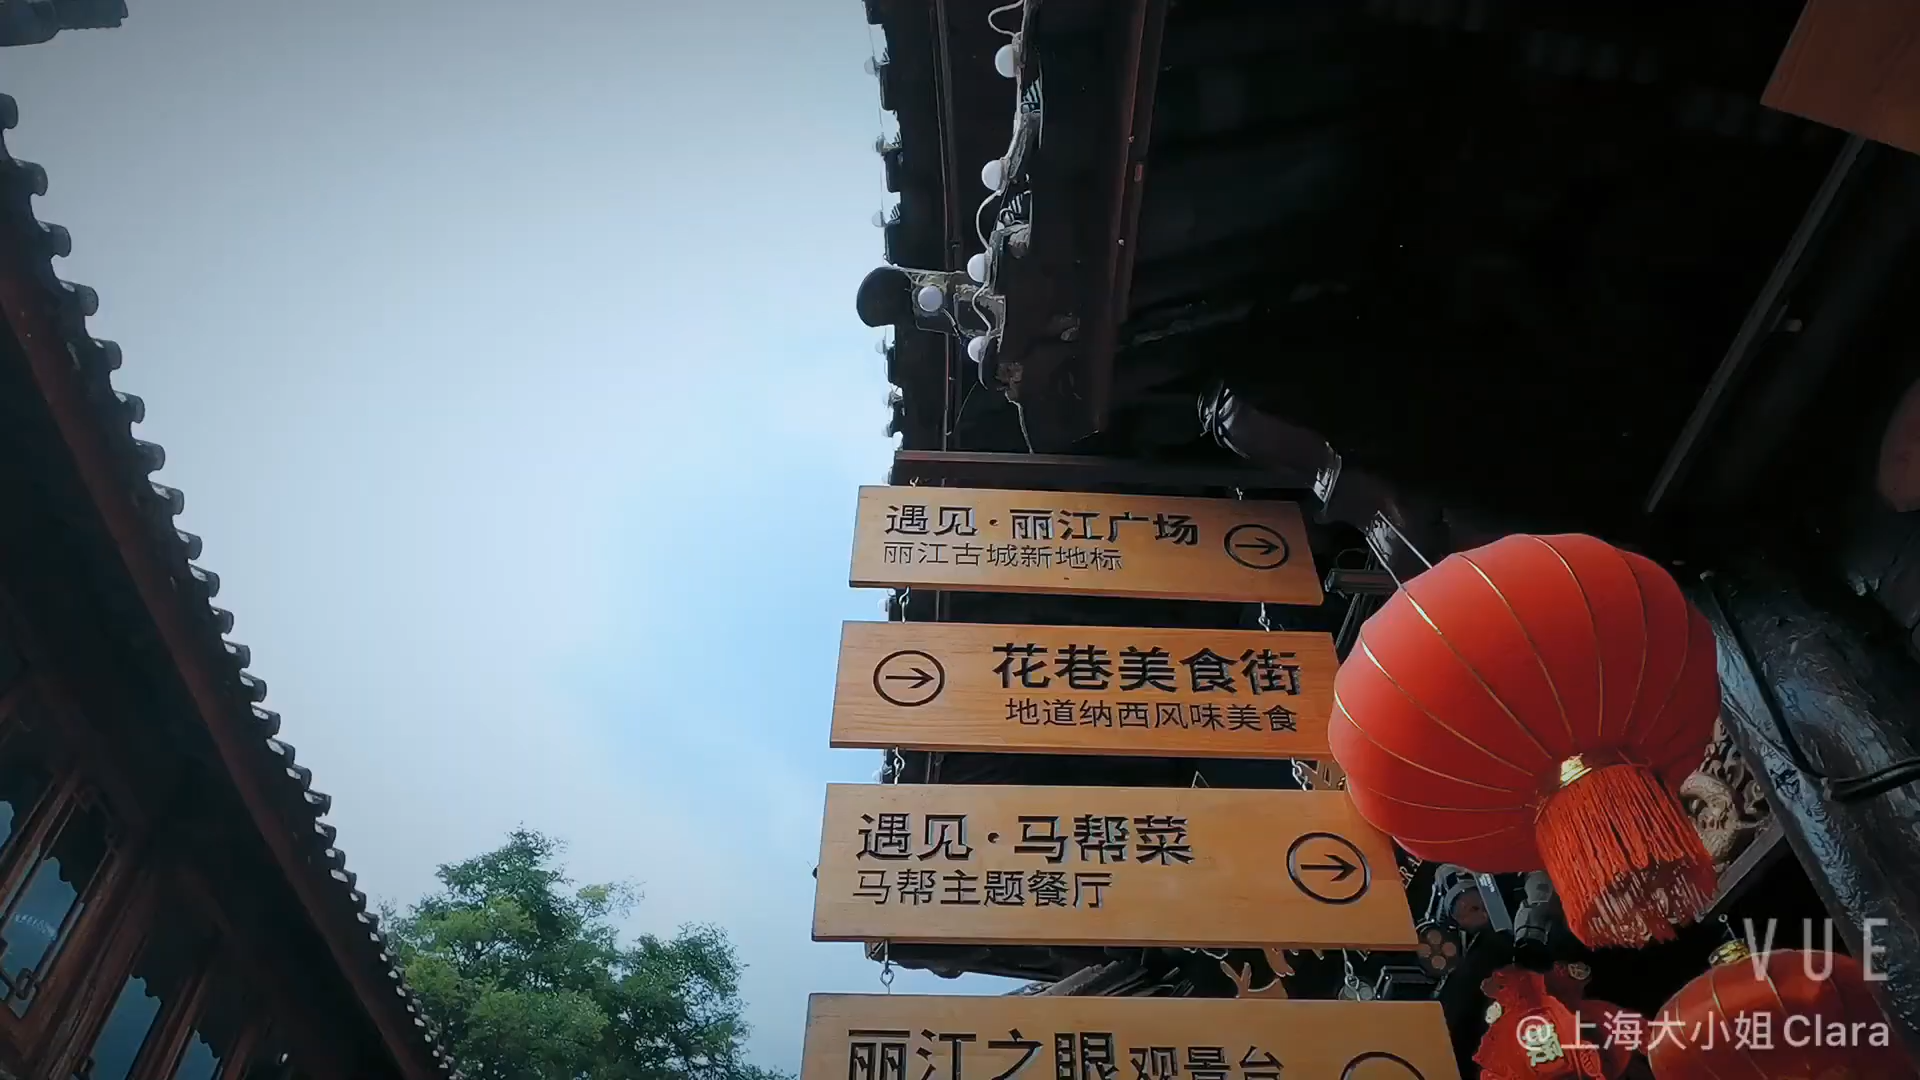 遇见·丽江广场
丽江古城新地标
花巷美食街
地道纳西风味美食
遇见·马帮菜
马帮主题餐厅
丽江之眼 观景台
VUE
@上海大小姐Clara